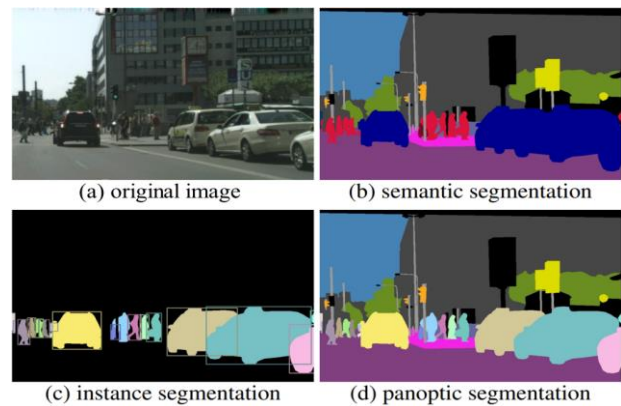 (a) original image
(b) semantic segmentation
(c) instance segmentation
(d) panoptic segmentation